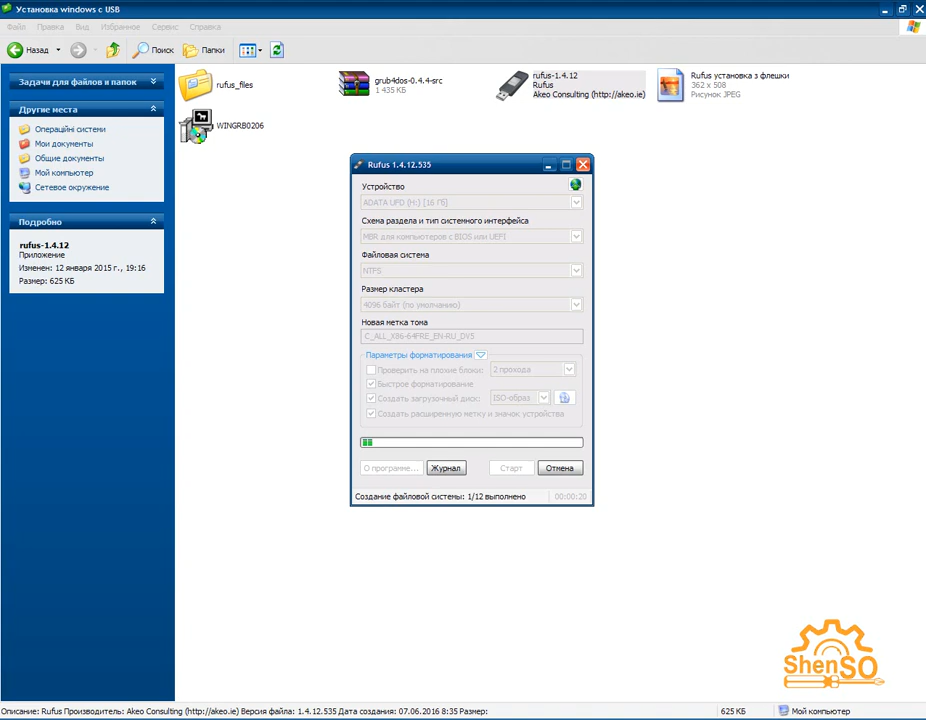 Установка windows с USB
Файл Правка Вид Избранное Сервис Справка
Назад Поиск Папки
Задачи для файлов и папок
Другие места
Операційні системи
Мои документы
Общие документы
Мой компьютер
Сетевое окружение
Подробно
rufus-1.4.12
Приложение
Изменен: 12 января 2015 г., 19:16
Размер: 625 КБ
rufus_files
grub4dos-0.4.4-src
1 435 КБ
rufus-1.4.12
Rufus
Akeo Consulting (http://akeo.ie)
Rufus установка з флешки
362 x 508
Рисунок JPEG
WINGRB0206
Rufus 1.4.12.535
Устройство
ADATA UFD (H:) [16 Гб]
Схема раздела и тип системного интерфейса
MBR для компьютеров с BIOS или UEFI
Файловая система
NTFS
Размер кластера
4096 байт (по умолчанию)
Новая метка тома
C_ALL_X86-64FRE_EN-RU_DV5
Параметры форматирования
Проверить на плохие блоки: 2 прохода
Быстрое форматирование
Создать загрузочный диск: ISO-образ
Создать расширенную метку и значок устройства
О программе... Журнал Старт Отмена
Создание файловой системы: 1/12 выполнено 00:00:20
ShenSO
Описание: Rufus Производитель: Akeo Consulting (http://akeo.ie) Версия файла: 1.4.12.535 Дата создания: 07.06.2016 8:35 Размер: 625 КБ Мой компьютер